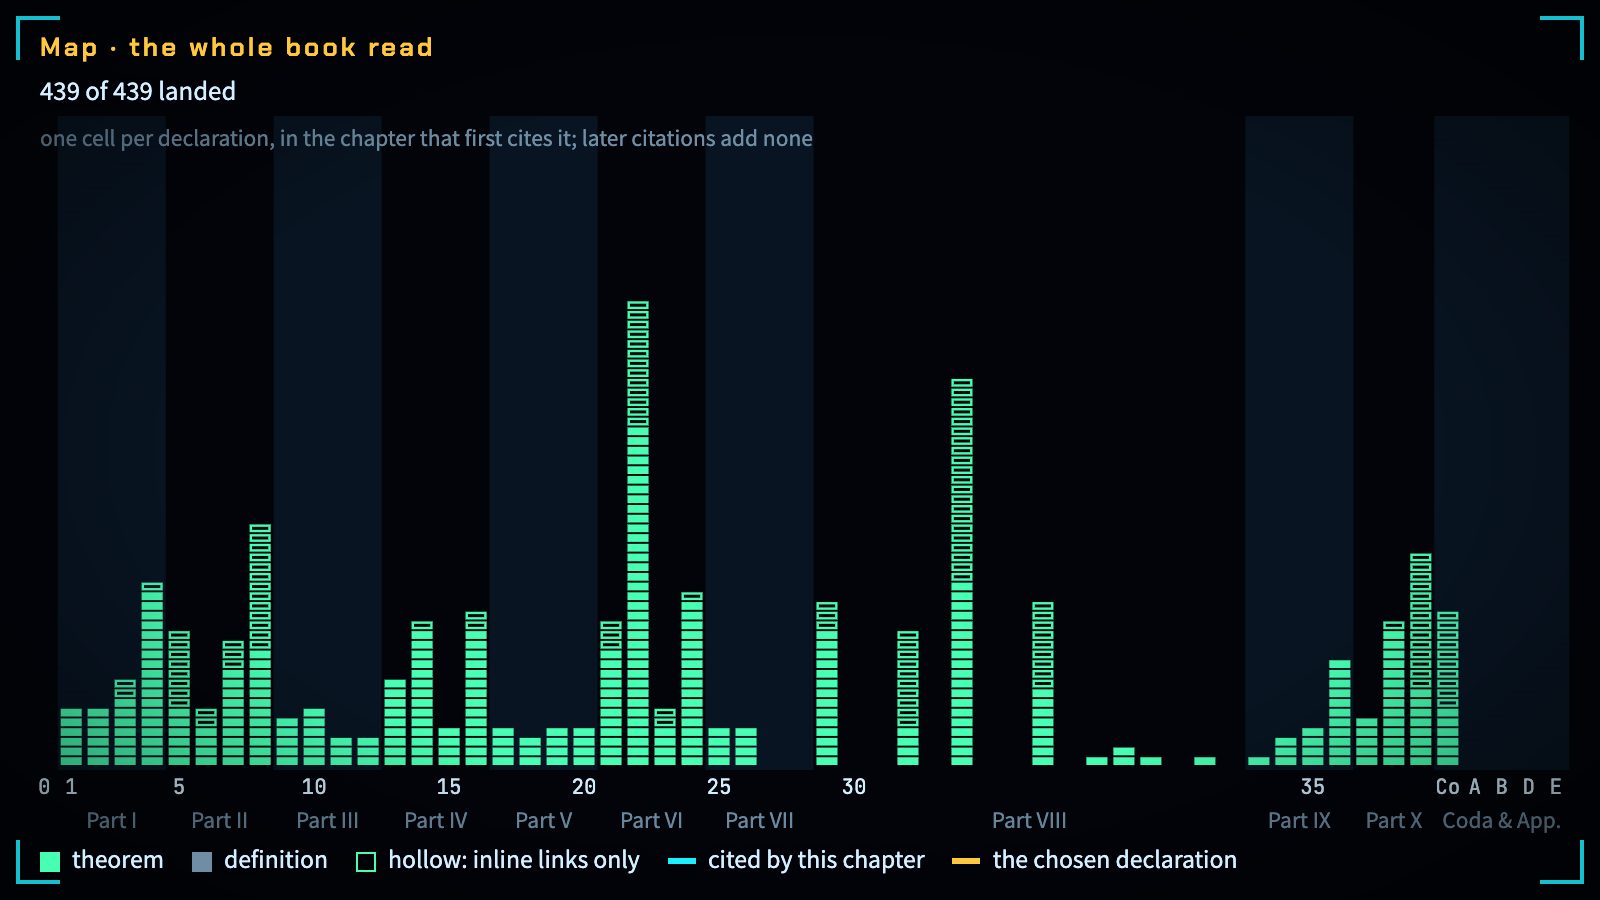 Map · the whole book read
439 of 439 landed
one cell per declaration, in the chapter that first cites it; later citations add none
0 1 5 10 15 20 25 30 35 Co A B D E
Part I Part II Part III Part IV Part V Part VI Part VII Part VIII Part IX Part X Coda & App.
theorem definition hollow: inline links only cited by this chapter the chosen declaration